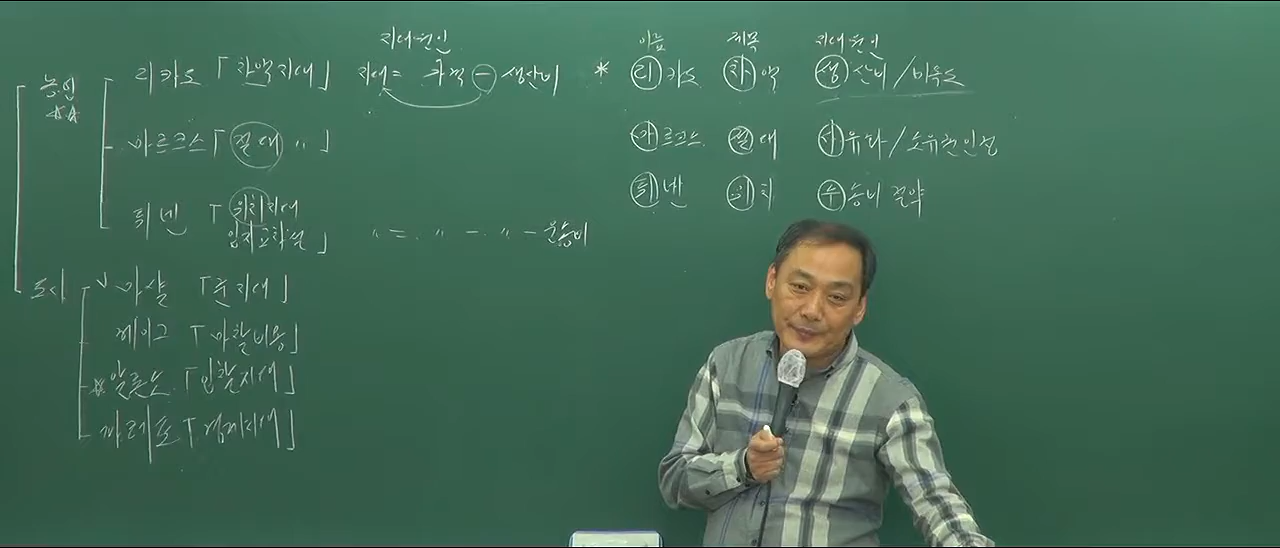 지대원인
농업 ☆☆
리카도 「차액지대」 지대 = 가격 - 생산비
마르크스 「절대 〃 」
튀넨 「위치지대
입지교차설」 〃 = 〃 - 〃 - 운송비
도시
마샬 「준지대」
헤이그 「마찰비용」
☆ 알론소 「입찰지대」
파레토 「경제지대」
이름 제목 지대원인
* 리카도 차액 생산비/비옥도
마르크스 절대 사유화/소유권인정
튀넨 위치 수송비 절약